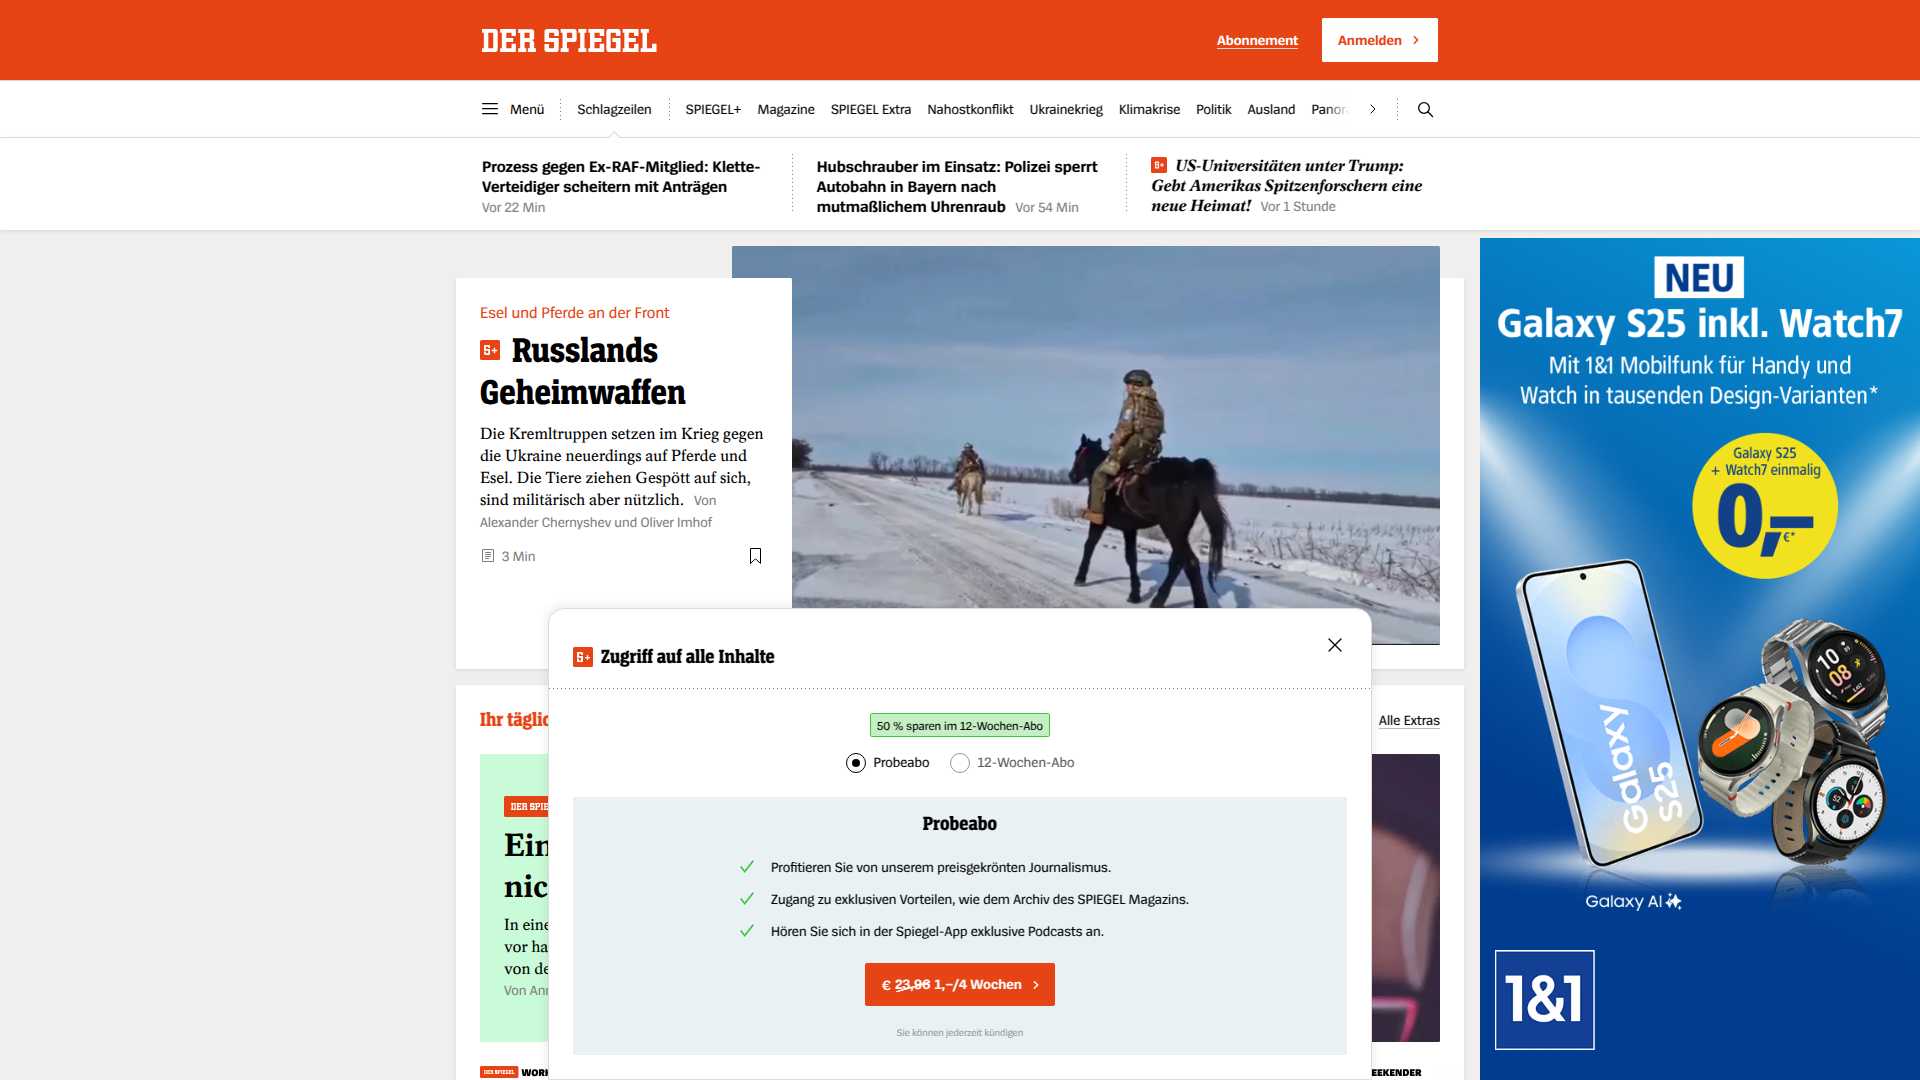 DER SPIEGEL
Abonnement
Anmelden
Menü
Schlagzeilen
SPIEGEL+
Magazine
SPIEGEL Extra
Nahostkonflikt
Ukrainekrieg
Klimakrise
Politik
Ausland
Panor
Prozess gegen Ex-RAF-Mitglied: Klette-
Verteidiger scheitern mit Anträgen
Vor 22 Min
Hubschrauber im Einsatz: Polizei sperrt
Autobahn in Bayern nach
mutmaßlichem Uhrenraub Vor 54 Min
S+ US-Universitäten unter Trump:
Gebt Amerikas Spitzenforschern eine
neue Heimat! Vor 1 Stunde
Esel und Pferde an der Front
S+ Russlands
Geheimwaffen
Die Kremltruppen setzen im Krieg gegen
die Ukraine neuerdings auf Pferde und
Esel. Die Tiere ziehen Gespött auf sich,
sind militärisch aber nützlich. Von
Alexander Chernyshev und Oliver Imhof
3 Min
Ihr täglic
Alle Extras
DER SPIE
Ein
nic
In eine
vor ha
von de
Von Ann
DER SPIEGEL WOR
EEKENDER
S+ Zugriff auf alle Inhalte
50 % sparen im 12-Wochen-Abo
Probeabo
12-Wochen-Abo
Probeabo
Profitieren Sie von unserem preisgekrönten Journalismus.
Zugang zu exklusiven Vorteilen, wie dem Archiv des SPIEGEL Magazins.
Hören Sie sich in der Spiegel-App exklusive Podcasts an.
€ 23,96 1,–/4 Wochen
Sie können jederzeit kündigen
NEU
Galaxy S25 inkl. Watch7
Mit 1&1 Mobilfunk für Handy und
Watch in tausenden Design-Varianten*
Galaxy S25
+ Watch7 einmalig
0,– €*
Galaxy
S25
10
08
Galaxy AI
1&1